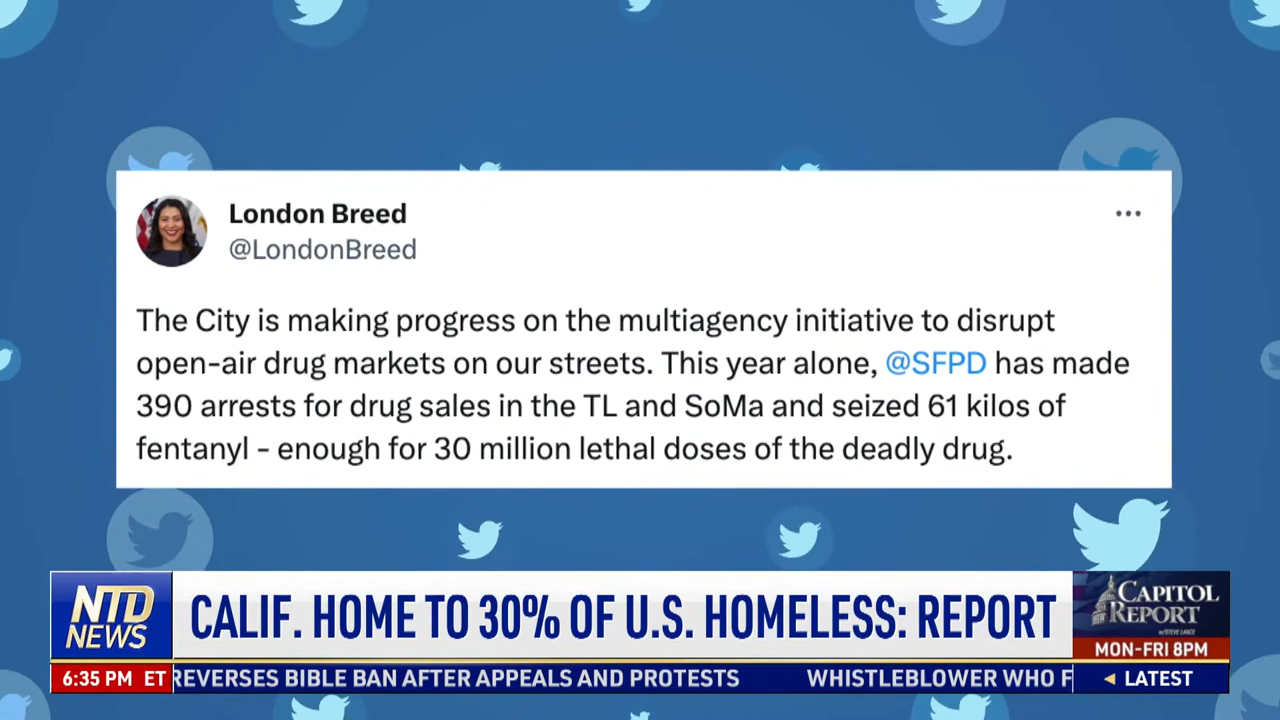 London Breed
@LondonBreed
The City is making progress on the multiagency initiative to disrupt
open-air drug markets on our streets. This year alone, @SFPD has made
390 arrests for drug sales in the TL and SoMa and seized 61 kilos of
fentanyl - enough for 30 million lethal doses of the deadly drug.
NTD
NEWS
CALIF. HOME TO 30% OF U.S. HOMELESS: REPORT
CAPITOL
REPORT
w/STEVE LANCE
MON-FRI 8PM
6:35 PM ET
REVERSES BIBLE BAN AFTER APPEALS AND PROTESTS WHISTLEBLOWER WHO F
LATEST